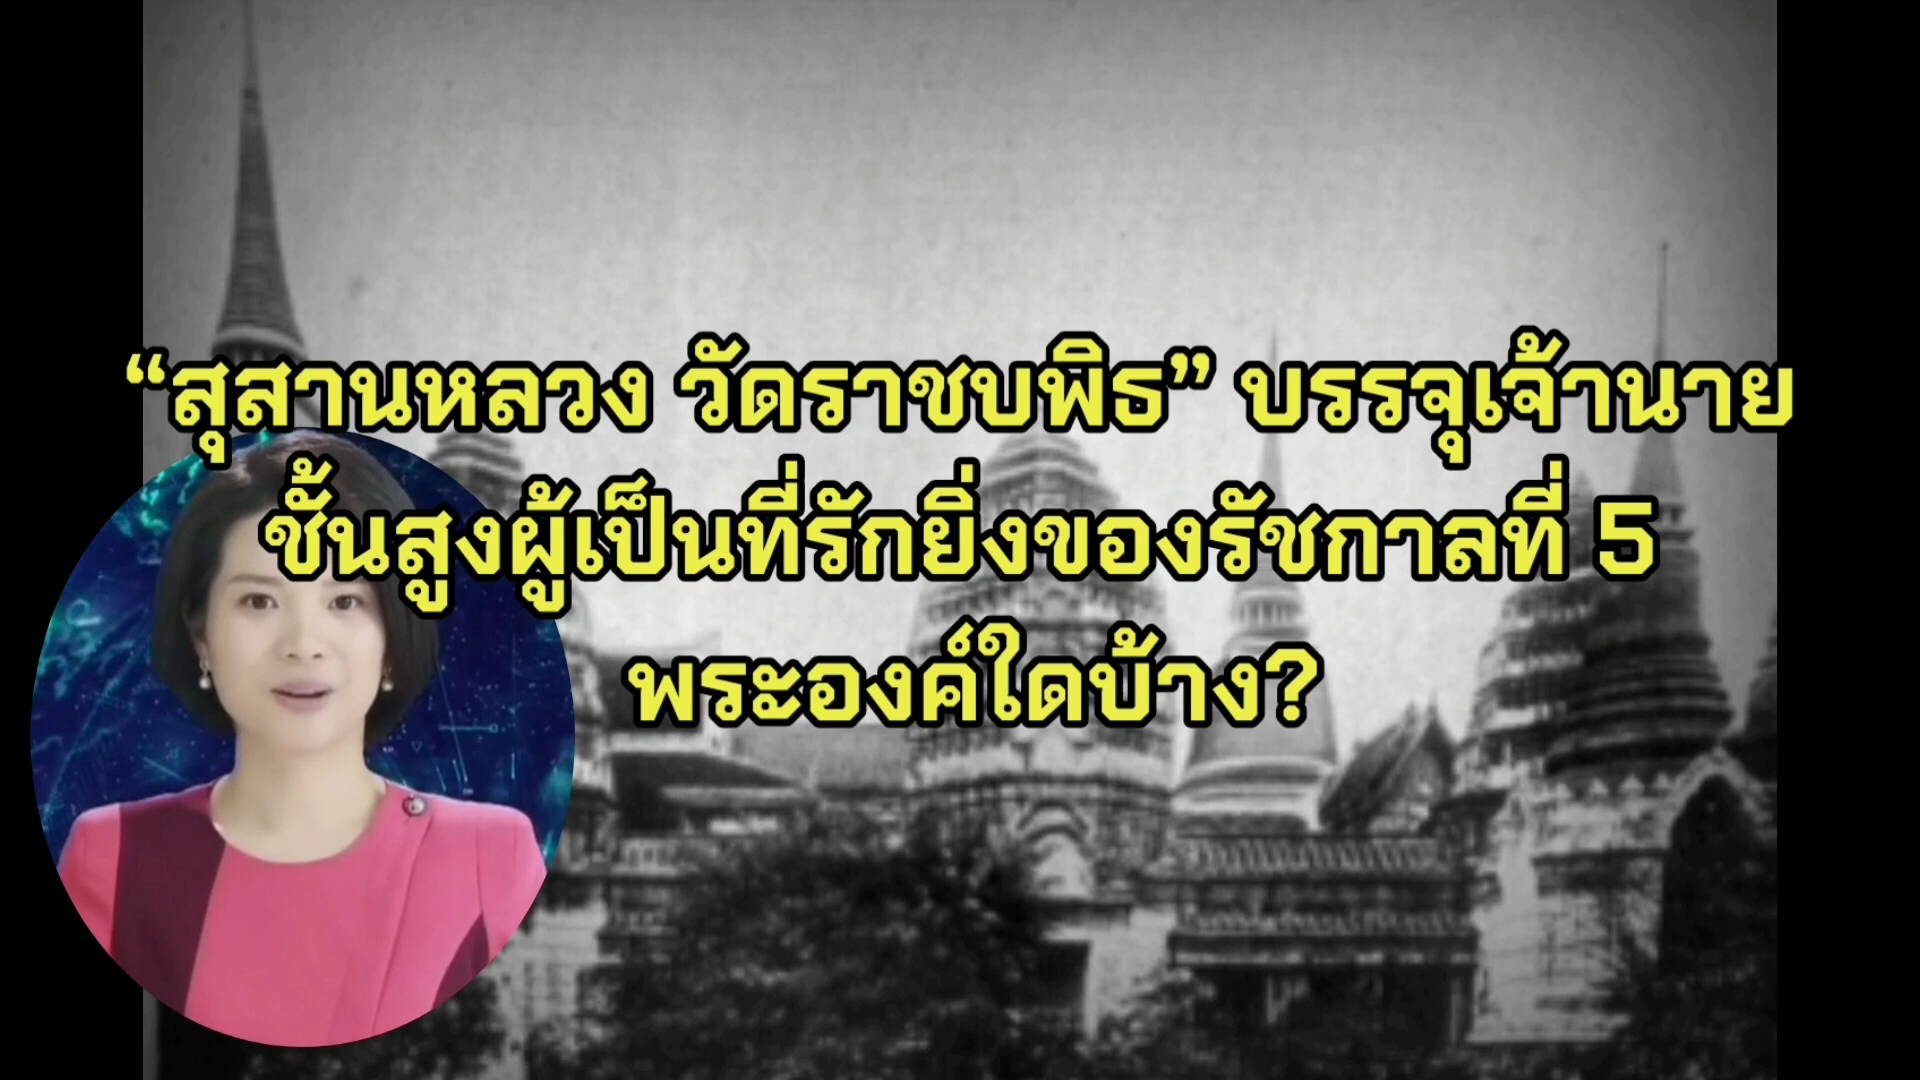 “สุสานหลวง วัดราชบพิธ” บรรจุเจ้านาย
ชั้นสูงผู้เป็นที่รักยิ่งของรัชกาลที่ 5
พระองค์ใดบ้าง?